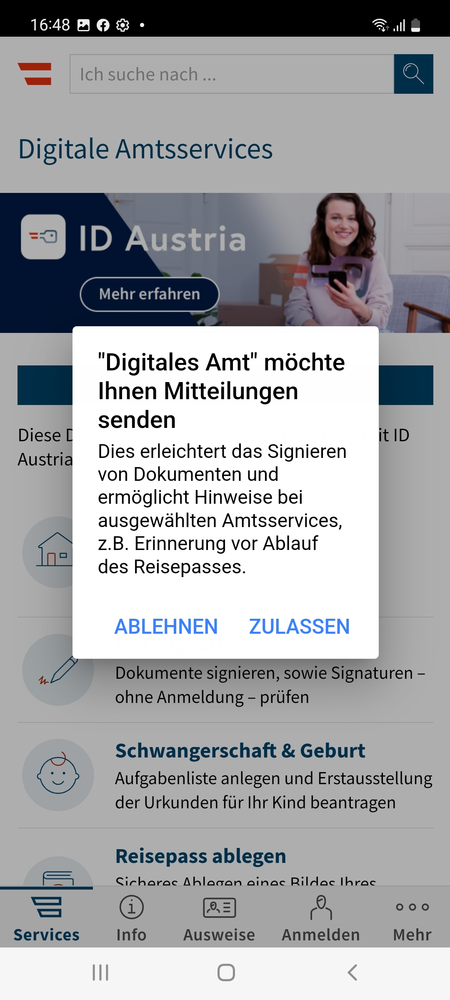 16:48
Ich suche nach ...
Digitale Amtsservices
ID Austria
Mehr erfahren
"Digitales Amt" möchte
Ihnen Mitteilungen
senden
Dies erleichtert das Signieren
von Dokumenten und
ermöglicht Hinweise bei
ausgewählten Amtsservices,
z.B. Erinnerung vor Ablauf
des Reisepasses.
ABLEHNEN ZULASSEN
Diese
ID
Austria
Dokumente signieren, sowie Signaturen –
ohne Anmeldung – prüfen
Schwangerschaft & Geburt
Aufgabenliste anlegen und Erstausstellung
der Urkunden für Ihr Kind beantragen
Reisepass ablegen
Sicheres Ablegen eines Bildes Ihres
Services Info Ausweise Anmelden Mehr